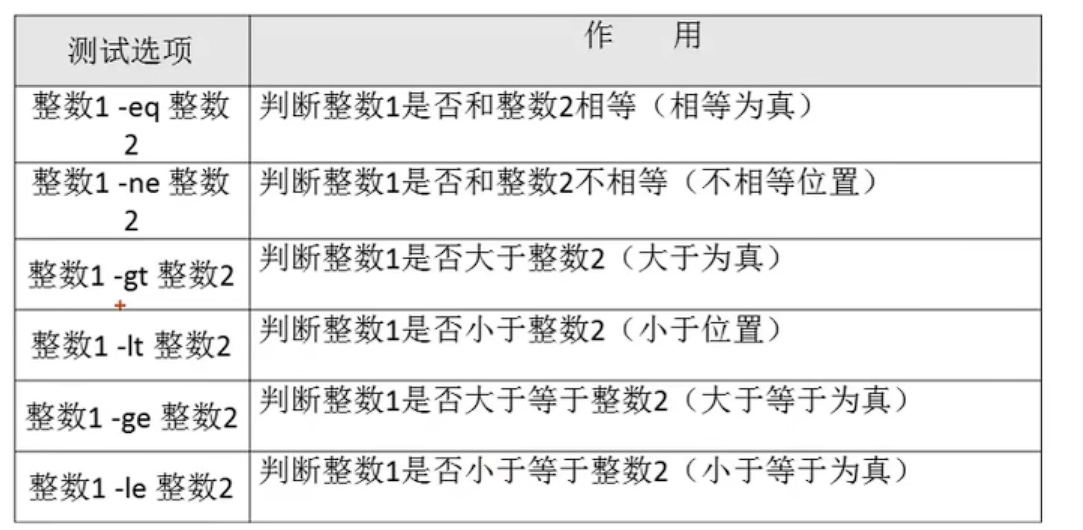 测试选项
作 用
整数1 -eq 整数
2
判断整数1是否和整数2相等（相等为真）
整数1 -ne 整数
2
判断整数1是否和整数2不相等（不相等位置）
整数1 -gt 整数2
判断整数1是否大于整数2（大于为真）
整数1 -lt 整数2
判断整数1是否小于整数2（小于位置）
整数1 -ge 整数2
判断整数1是否大于等于整数2（大于等于为真）
整数1 -le 整数2
判断整数1是否小于等于整数2（小于等于为真）